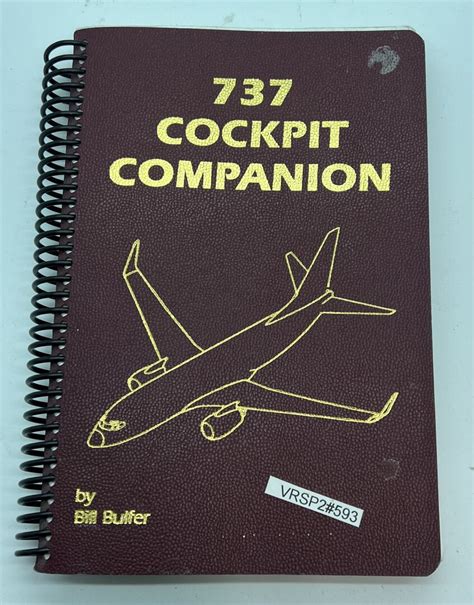 737
COCKPIT
COMPANION
by
Bill Bulfer
VRSP2#593